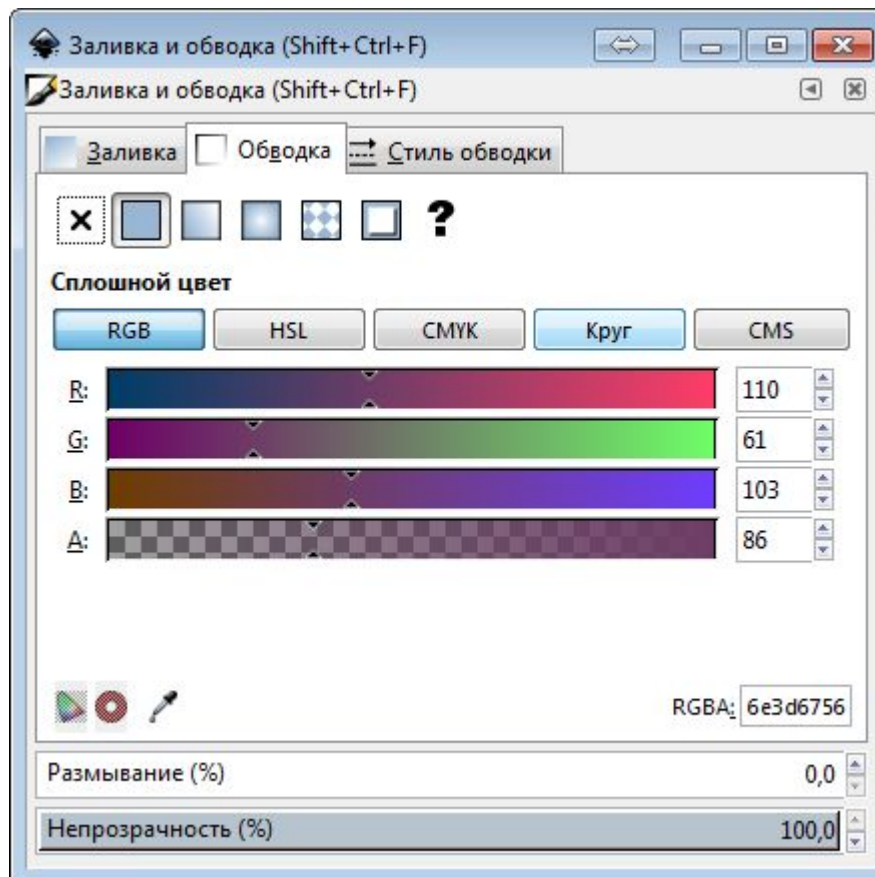 Заливка и обводка (Shift+Ctrl+F)
Заливка и обводка (Shift+Ctrl+F)
Заливка Обводка Стиль обводки
?
Сплошной цвет
RGB HSL CMYK Круг CMS
R: 110
G: 61
B: 103
A: 86
RGBA: 6e3d6756
Размывание (%) 0,0
Непрозрачность (%) 100,0